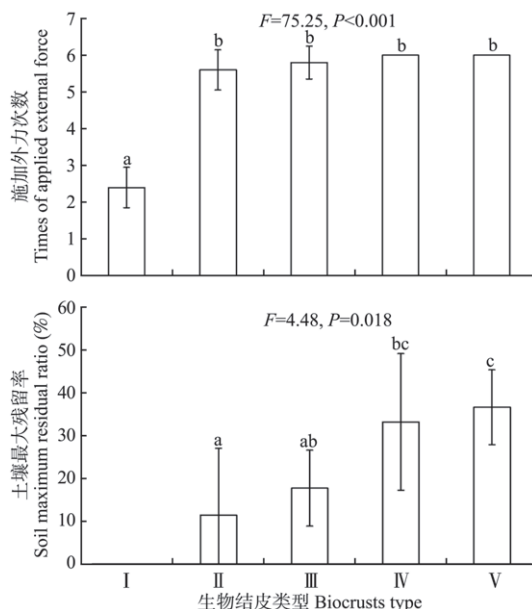 F=75.25, P<0.001
施加外力次数
Times of applied external force
7
6
5
4
3
2
1
0
a
b
b
b
b
F=4.48, P=0.018
土壤最大残留率
Soil maximum residual ratio (%)
60
50
40
30
20
10
0
a
ab
bc
c
Ⅰ
Ⅱ
Ⅲ
Ⅳ
Ⅴ
生物结皮类型 Biocrusts type